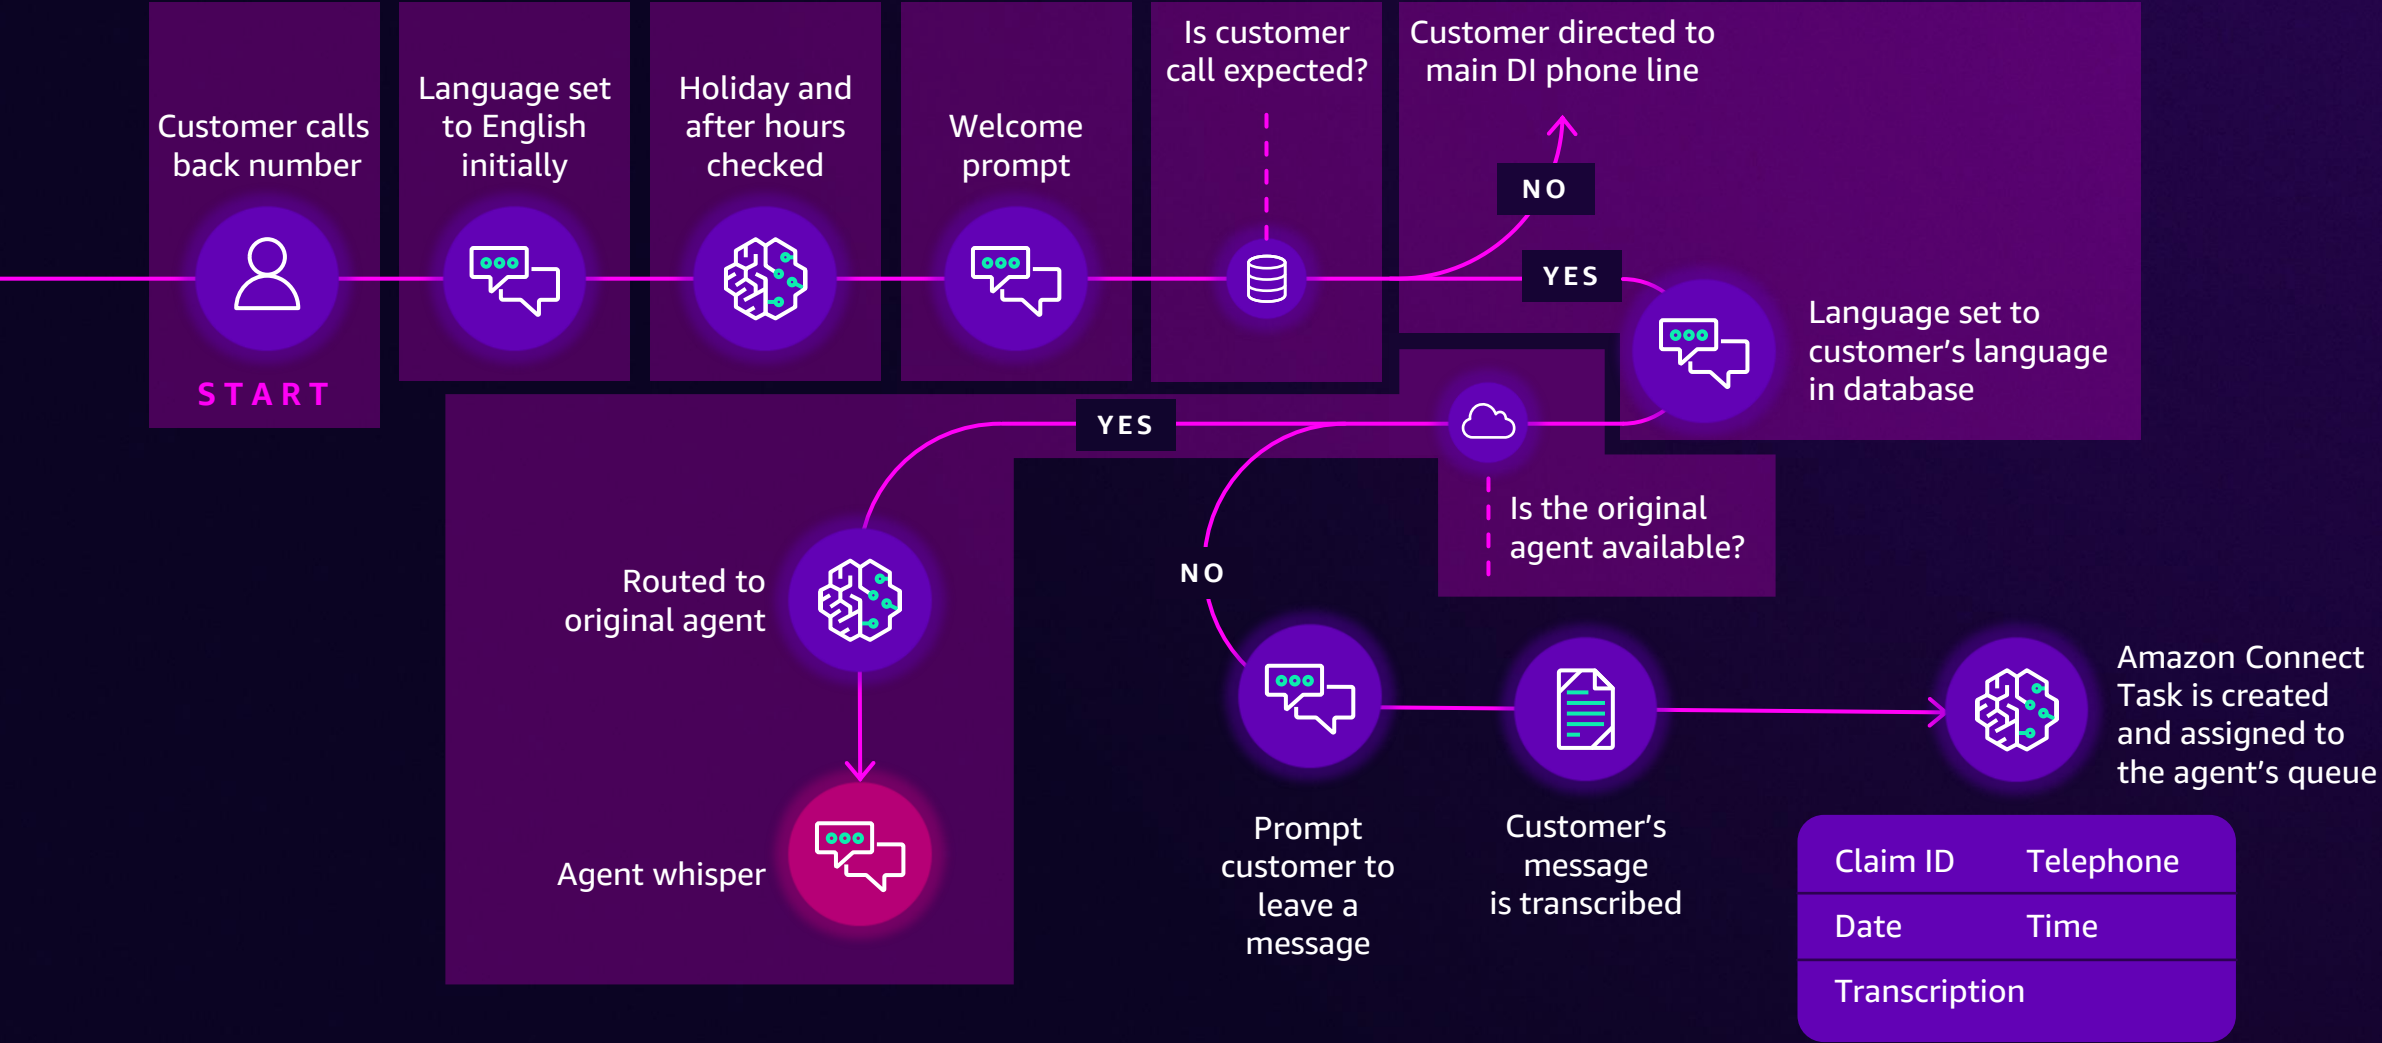 Customer calls
back number
START
Language set
to English
initially
Holiday and
after hours
checked
Welcome
prompt
Is customer
call expected?
Customer directed to
main DI phone line
NO
YES
Language set to
customer's language
in database
Is the original
agent available?
YES
Routed to
original agent
Agent whisper
NO
Prompt
customer to
leave a
message
Customer's
message
is transcribed
Amazon Connect
Task is created
and assigned to
the agent's queue
Claim ID Telephone
Date Time
Transcription